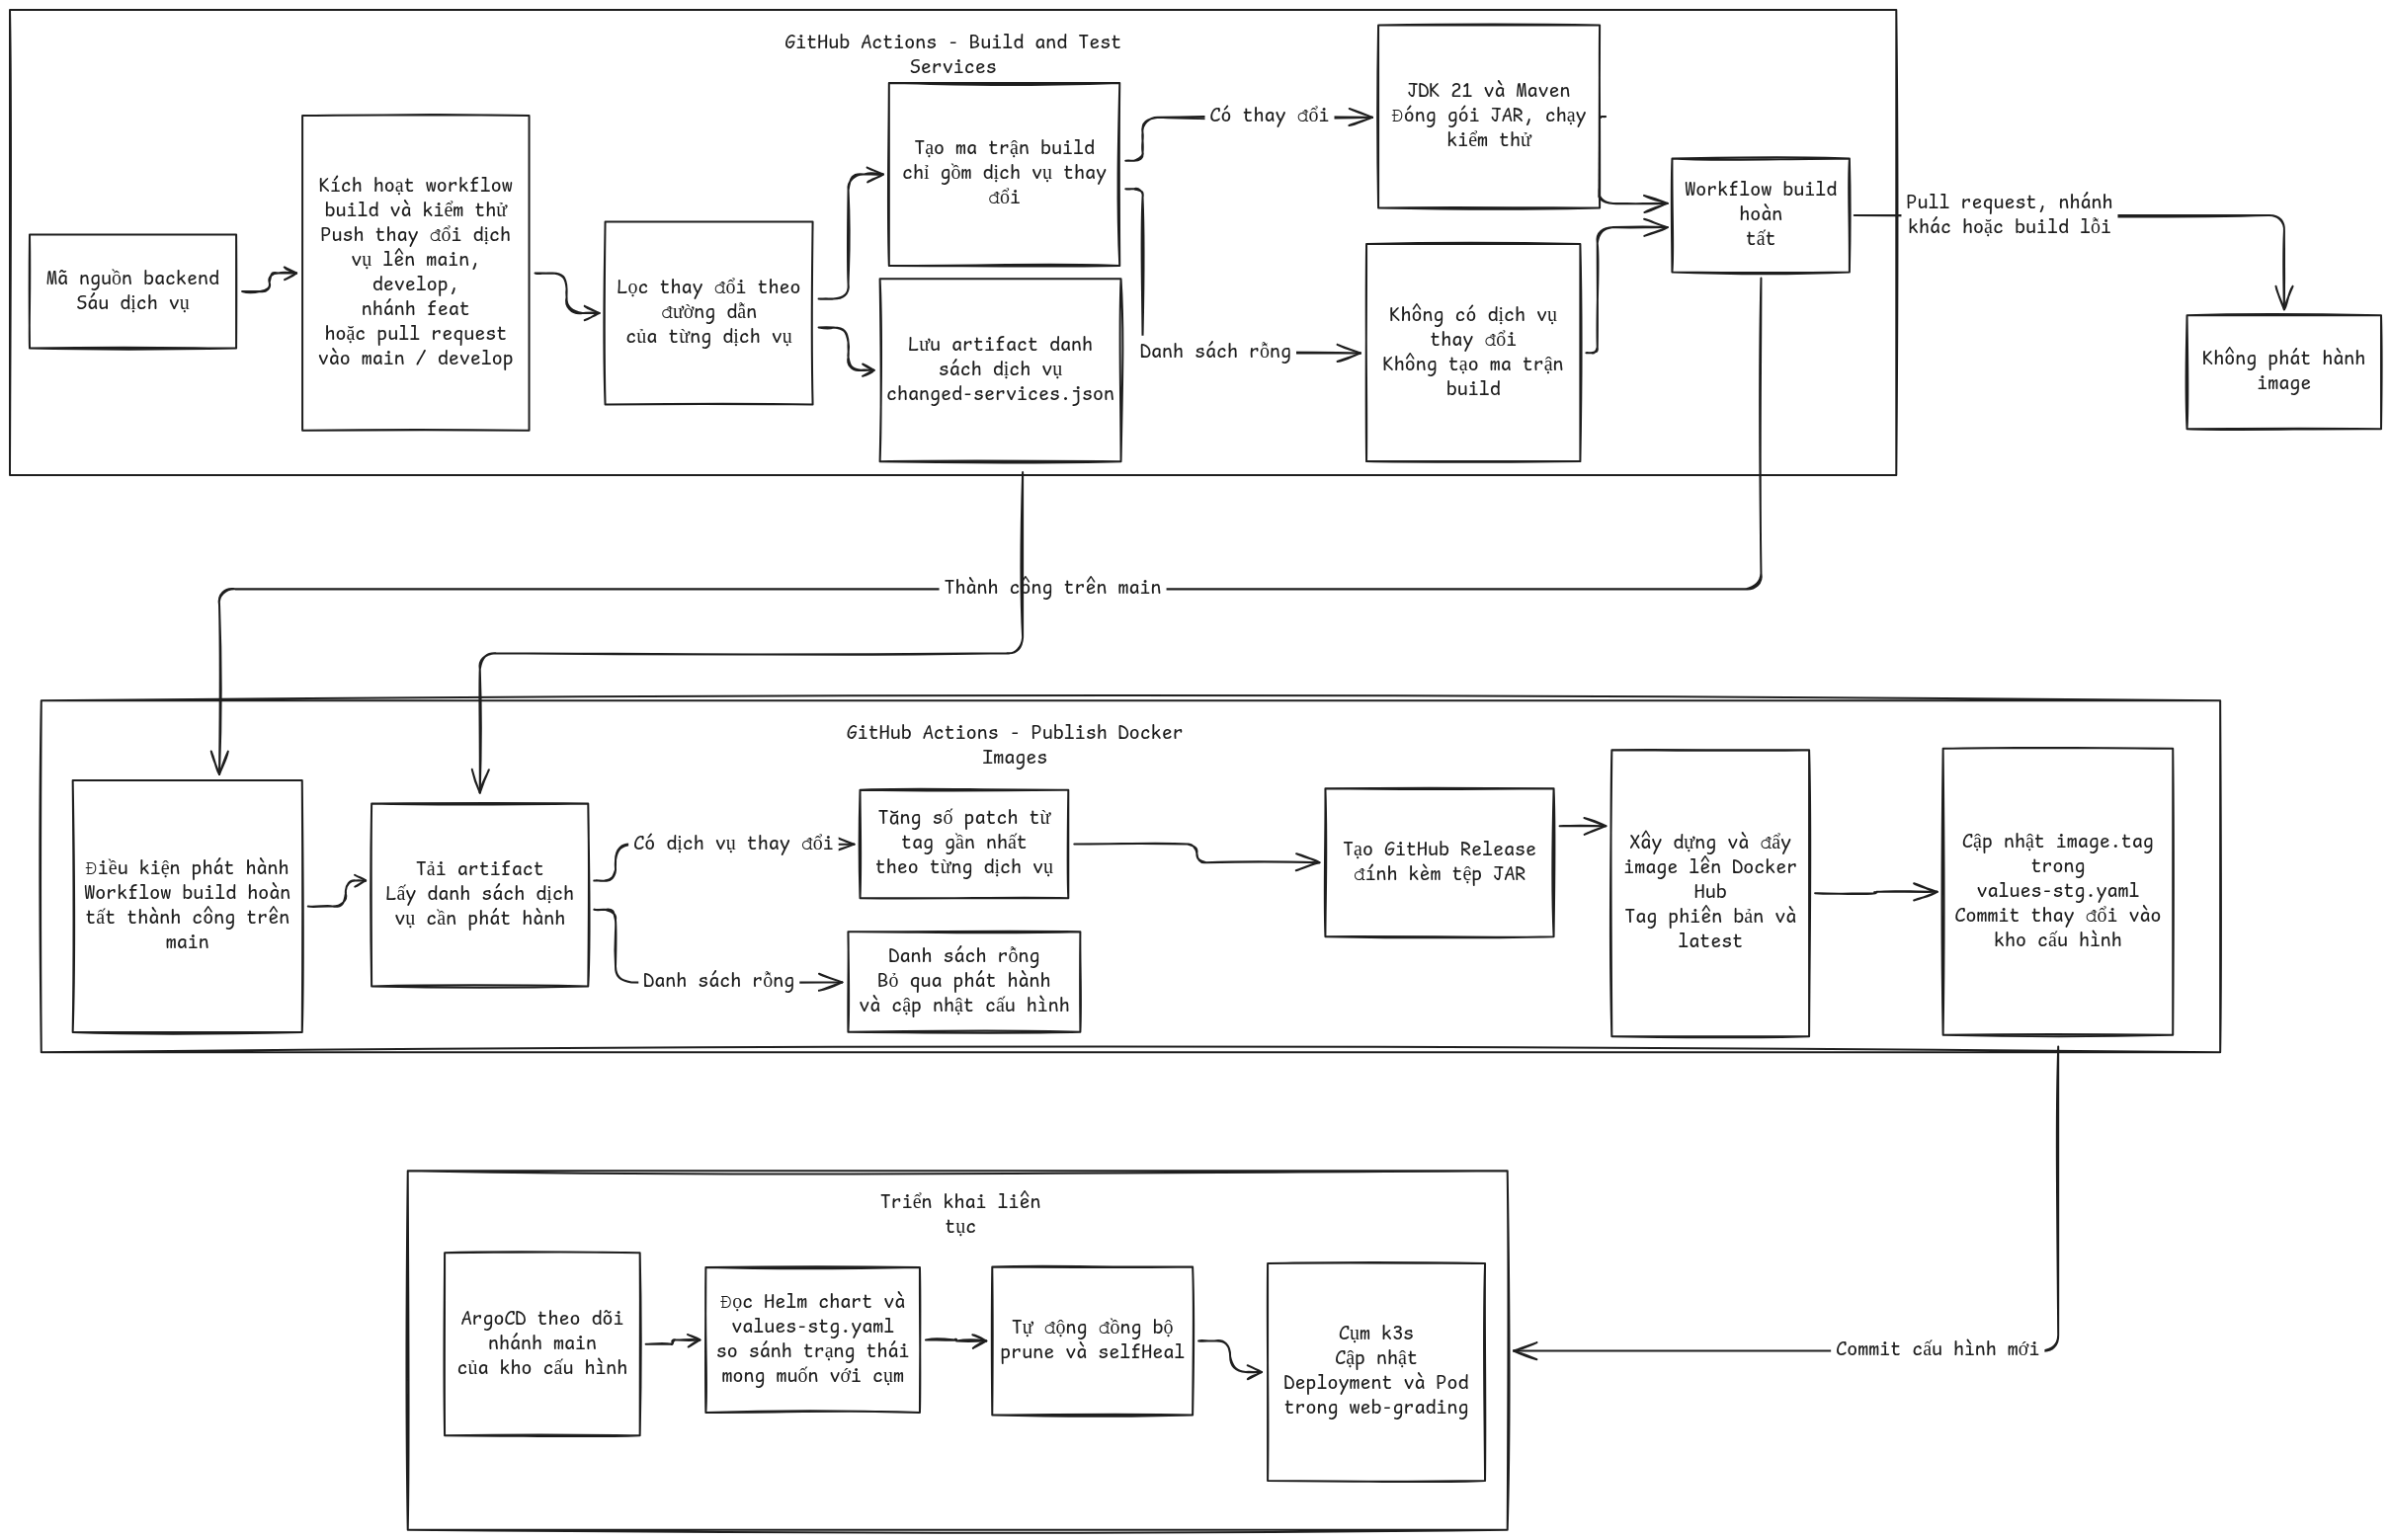 GitHub Actions - Build and Test
Services
Mã nguồn backend
Sáu dịch vụ
Kích hoạt workflow
build và kiểm thử
Push thay đổi dịch
vụ lên main,
develop,
nhánh feat
hoặc pull request
vào main / develop
Lọc thay đổi theo
đường dẫn
của từng dịch vụ
Tạo ma trận build
chỉ gồm dịch vụ thay
đổi
Lưu artifact danh
sách dịch vụ
changed-services.json
Có thay đổi
Danh sách rỗng
JDK 21 và Maven
Đóng gói JAR, chạy
kiểm thử
Không có dịch vụ
thay đổi
Không tạo ma trận
build
Workflow build
hoàn
tất
Pull request, nhánh
khác hoặc build lỗi
Không phát hành
image
Thành công trên main
GitHub Actions - Publish Docker
Images
Điều kiện phát hành
Workflow build hoàn
tất thành công trên
main
Tải artifact
Lấy danh sách dịch
vụ cần phát hành
Có dịch vụ thay đổi
Danh sách rỗng
Tăng số patch từ
tag gần nhất
theo từng dịch vụ
Danh sách rỗng
Bỏ qua phát hành
và cập nhật cấu hình
Tạo GitHub Release
đính kèm tệp JAR
Xây dựng và đẩy
image lên Docker
Hub
Tag phiên bản và
latest
Cập nhật image.tag
trong
values-stg.yaml
Commit thay đổi vào
kho cấu hình
Commit cấu hình mới
Triển khai liên
tục
ArgoCD theo dõi
nhánh main
của kho cấu hình
Đọc Helm chart và
values-stg.yaml
so sánh trạng thái
mong muốn với cụm
Tự động đồng bộ
prune và selfHeal
Cụm k3s
Cập nhật
Deployment và Pod
trong web-grading